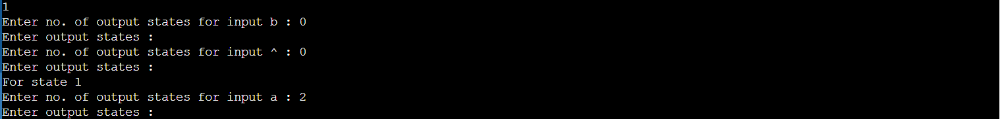 1
Enter no. of output states for input b : 0
Enter output states :
Enter no. of output states for input ^ : 0
Enter output states :
For state 1
Enter no. of output states for input a : 2
Enter output states :